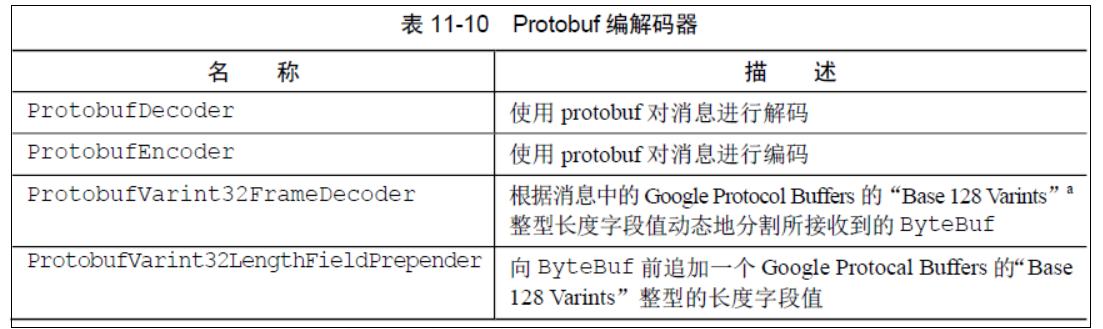 表 11-10 Protobuf 编解码器
名 称 描 述
ProtobufDecoder 使用 protobuf 对消息进行解码
ProtobufEncoder 使用 protobuf 对消息进行编码
ProtobufVarint32FrameDecoder 根据消息中的 Google Protocol Buffers 的“Base 128 Varints”a
整型长度字段值动态地分割所接收到的 ByteBuf
ProtobufVarint32LengthFieldPrepender 向 ByteBuf 前追加一个 Google Protocal Buffers 的“Base
128 Varints”整型的长度字段值